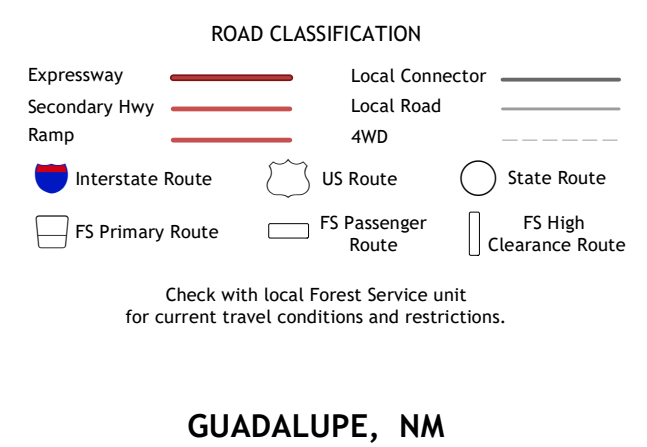 ROAD CLASSIFICATION
Expressway
Local Connector
Secondary Hwy
Local Road
Ramp
4WD
Interstate Route
US Route
State Route
FS Primary Route
FS Passenger
Route
FS High
Clearance Route
Check with local Forest Service unit
for current travel conditions and restrictions.
GUADALUPE, NM